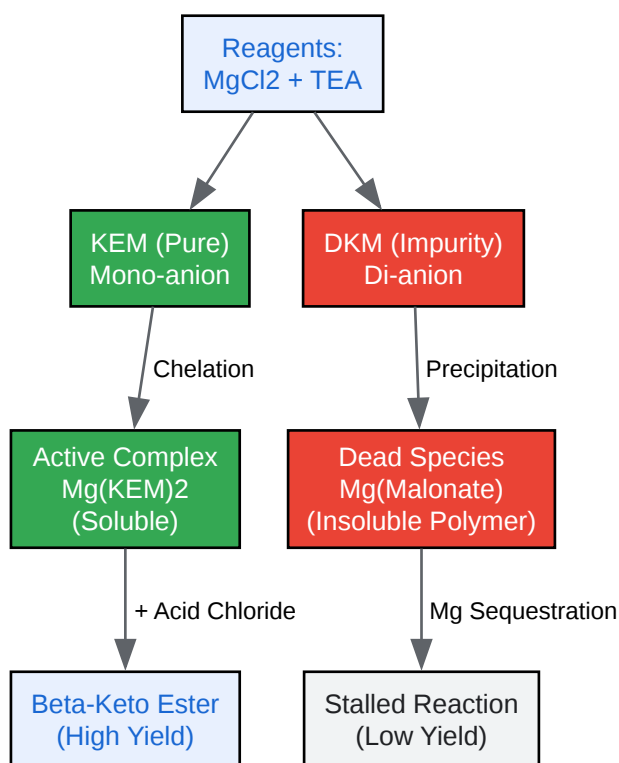 Reagents:
MgCl2 + TEA
KEM (Pure)
Mono-anion
DKM (Impurity)
Di-anion
Chelation
Precipitation
Active Complex
Mg(KEM)2
(Soluble)
Dead Species
Mg(Malonate)
(Insoluble Polymer)
+ Acid Chloride
Mg Sequestration
Beta-Keto Ester
(High Yield)
Stalled Reaction
(Low Yield)